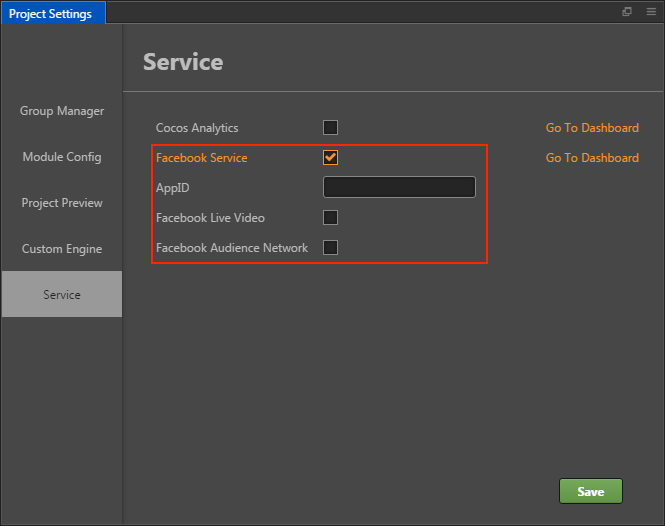 Project Settings
Service
Group Manager
Module Config
Project Preview
Custom Engine
Service
Cocos Analytics Go To Dashboard
Facebook Service Go To Dashboard
AppID
Facebook Live Video
Facebook Audience Network
Save